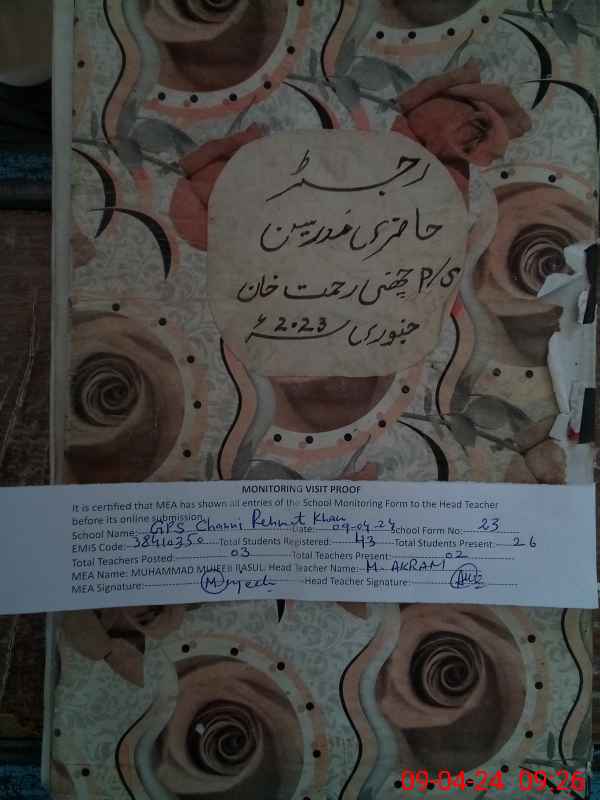 رجسٹر
حاضری مدرسین
P/S چھنی رحمت خان
جنوری 2023ء
MONITORING VISIT PROOF
It is certified that MEA has shown all entries of the School Monitoring Form to the Head Teacher
before its online submission.
School Name: GPS Channi Rehmat Khan Date: 09-04-24 School Form No: 23
EMIS Code: 38410350 Total Students Registered: 43 Total Students Present: 26
Total Teachers Posted: 03 Total Teachers Present: 02
MEA Name: MUHAMMAD MUJEEB RASUL Head Teacher Name: M. AKRAM
MEA Signature: Mujeeb Head Teacher Signature:
09-04-24 09:26